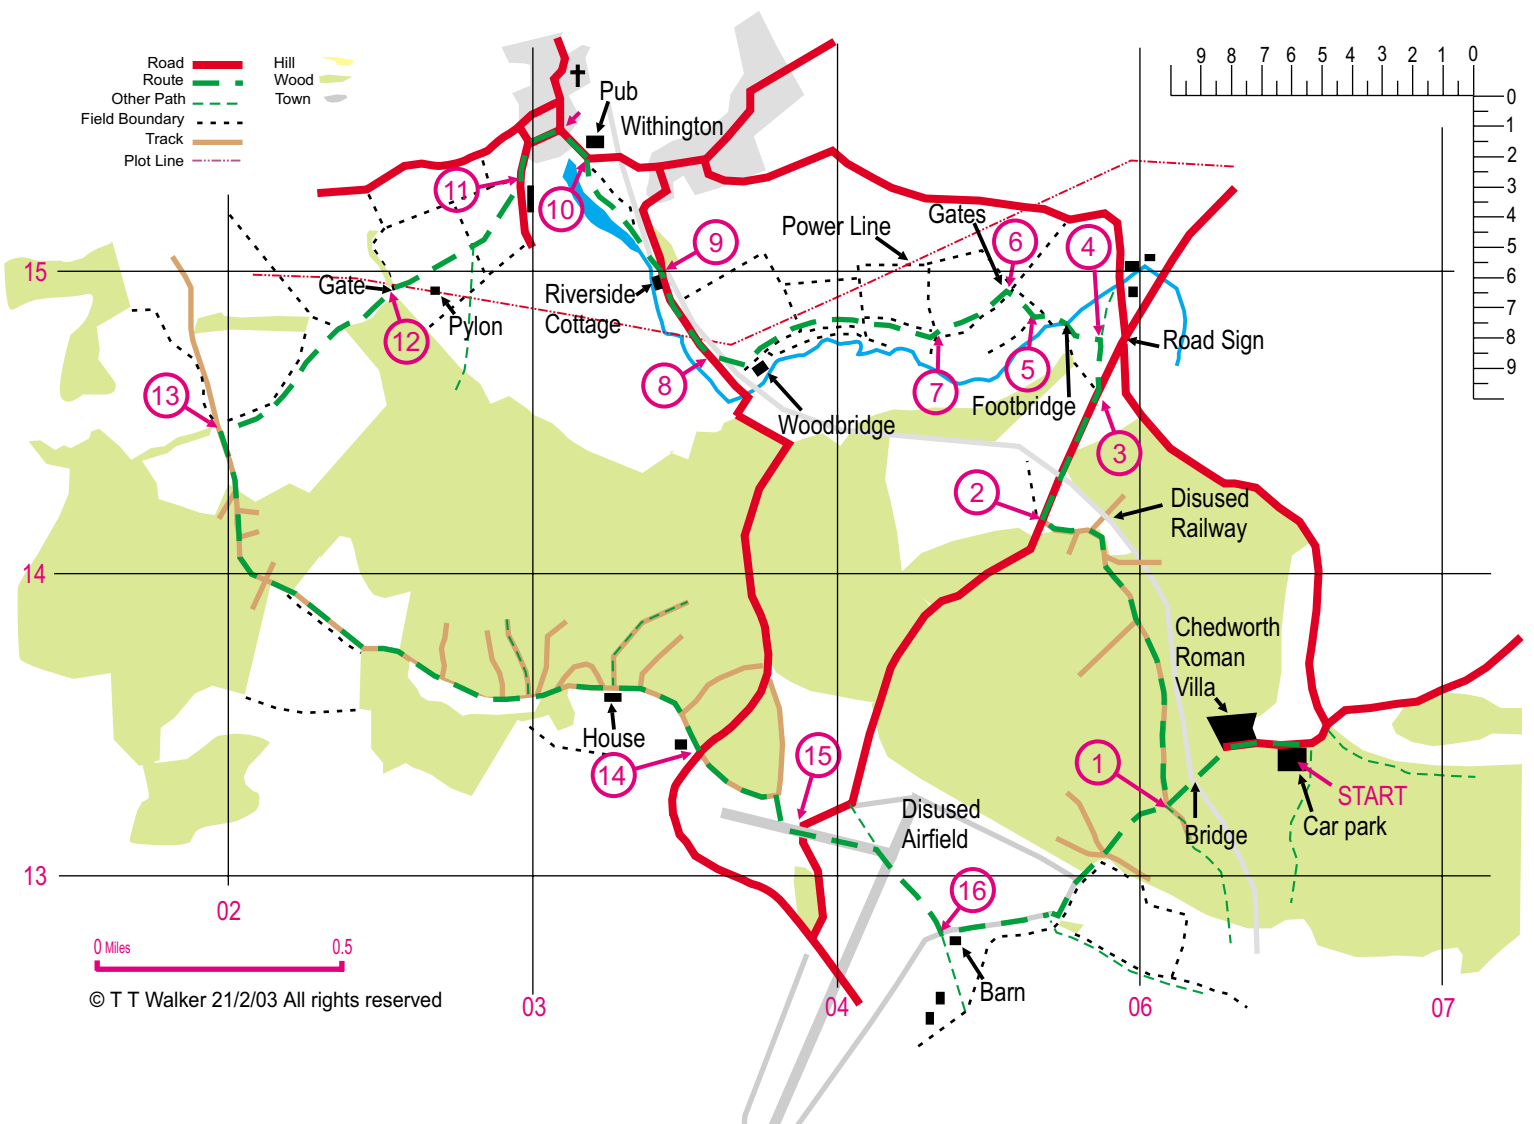 Road
Hill
Route
Wood
Other Path
Town
Field Boundary
Track
Plot Line
Pub
Withington
9 8 7 6 5 4 3 2 1 0
0
1
2
3
4
5
6
7
8
9
11
10
9
Power Line
Gates
6
4
15
Gate
Pylon
12
Riverside
Cottage
8
Woodbridge
7
5
Footbridge
Road Sign
3
13
2
Disused
Railway
14
Chedworth
Roman
Villa
House
14
15
1
START
Car park
Bridge
Disused
Airfield
13
16
Barn
02
03
04
06
07
0 Miles
0.5
© T T Walker 21/2/03 All rights reserved